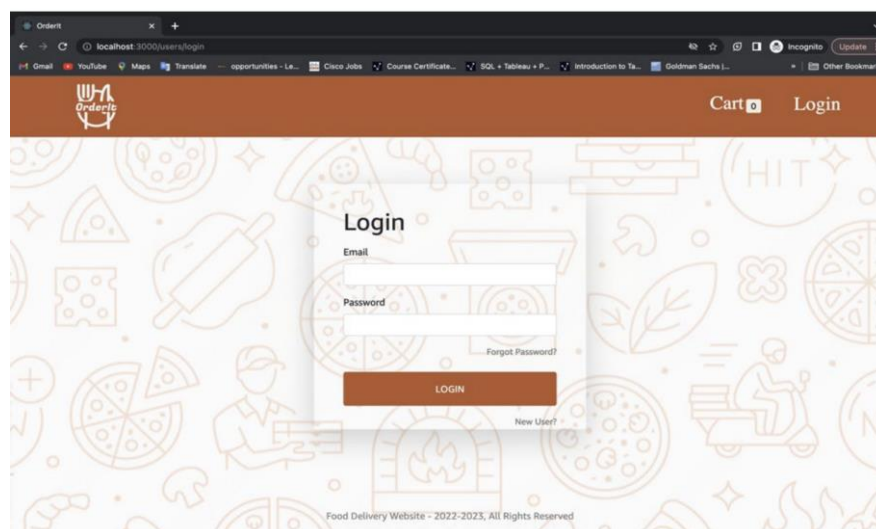 Orderit
localhost:3000/users/login
Incognito
Update
Gmail YouTube Maps Translate opportunities - Le... Cisco Jobs Course Certificate... SQL + Tableau + P... Introduction to Ta... Goldman Sachs |... » Other Bookmar
OrderIt
Cart 0 Login
HIT
Login
Email
Password
Forgot Password?
LOGIN
New User?
Food Delivery Website - 2022-2023, All Rights Reserved